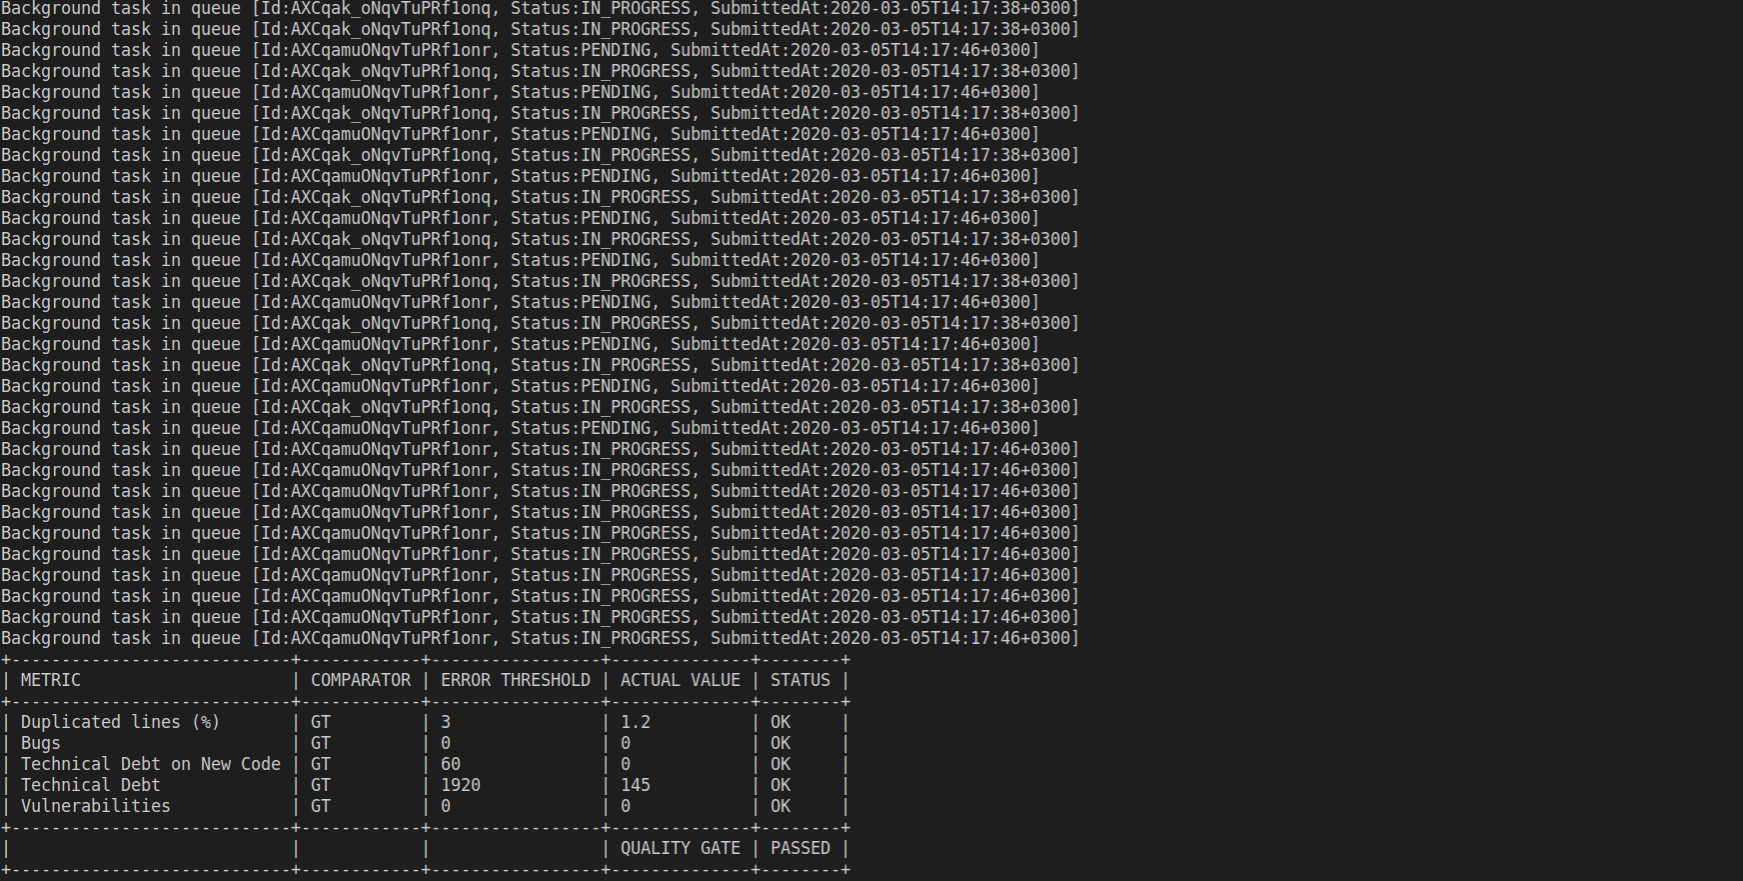 Background task in queue [Id:AXCqak_oNqvTuPRf1onq, Status:IN_PROGRESS, SubmittedAt:2020-03-05T14:17:38+0300]
Background task in queue [Id:AXCqak_oNqvTuPRf1onq, Status:IN_PROGRESS, SubmittedAt:2020-03-05T14:17:38+0300]
Background task in queue [Id:AXCqamuONqvTuPRf1onr, Status:PENDING, SubmittedAt:2020-03-05T14:17:46+0300]
Background task in queue [Id:AXCqak_oNqvTuPRf1onq, Status:IN_PROGRESS, SubmittedAt:2020-03-05T14:17:38+0300]
Background task in queue [Id:AXCqamuONqvTuPRf1onr, Status:PENDING, SubmittedAt:2020-03-05T14:17:46+0300]
Background task in queue [Id:AXCqak_oNqvTuPRf1onq, Status:IN_PROGRESS, SubmittedAt:2020-03-05T14:17:38+0300]
Background task in queue [Id:AXCqamuONqvTuPRf1onr, Status:PENDING, SubmittedAt:2020-03-05T14:17:46+0300]
Background task in queue [Id:AXCqak_oNqvTuPRf1onq, Status:IN_PROGRESS, SubmittedAt:2020-03-05T14:17:38+0300]
Background task in queue [Id:AXCqamuONqvTuPRf1onr, Status:PENDING, SubmittedAt:2020-03-05T14:17:46+0300]
Background task in queue [Id:AXCqak_oNqvTuPRf1onq, Status:IN_PROGRESS, SubmittedAt:2020-03-05T14:17:38+0300]
Background task in queue [Id:AXCqamuONqvTuPRf1onr, Status:PENDING, SubmittedAt:2020-03-05T14:17:46+0300]
Background task in queue [Id:AXCqak_oNqvTuPRf1onq, Status:IN_PROGRESS, SubmittedAt:2020-03-05T14:17:38+0300]
Background task in queue [Id:AXCqamuONqvTuPRf1onr, Status:PENDING, SubmittedAt:2020-03-05T14:17:46+0300]
Background task in queue [Id:AXCqak_oNqvTuPRf1onq, Status:IN_PROGRESS, SubmittedAt:2020-03-05T14:17:38+0300]
Background task in queue [Id:AXCqamuONqvTuPRf1onr, Status:PENDING, SubmittedAt:2020-03-05T14:17:46+0300]
Background task in queue [Id:AXCqak_oNqvTuPRf1onq, Status:IN_PROGRESS, SubmittedAt:2020-03-05T14:17:38+0300]
Background task in queue [Id:AXCqamuONqvTuPRf1onr, Status:PENDING, SubmittedAt:2020-03-05T14:17:46+0300]
Background task in queue [Id:AXCqak_oNqvTuPRf1onq, Status:IN_PROGRESS, SubmittedAt:2020-03-05T14:17:38+0300]
Background task in queue [Id:AXCqamuONqvTuPRf1onr, Status:PENDING, SubmittedAt:2020-03-05T14:17:46+0300]
Background task in queue [Id:AXCqak_oNqvTuPRf1onq, Status:IN_PROGRESS, SubmittedAt:2020-03-05T14:17:38+0300]
Background task in queue [Id:AXCqamuONqvTuPRf1onr, Status:PENDING, SubmittedAt:2020-03-05T14:17:46+0300]
Background task in queue [Id:AXCqamuONqvTuPRf1onr, Status:IN_PROGRESS, SubmittedAt:2020-03-05T14:17:46+0300]
Background task in queue [Id:AXCqamuONqvTuPRf1onr, Status:IN_PROGRESS, SubmittedAt:2020-03-05T14:17:46+0300]
Background task in queue [Id:AXCqamuONqvTuPRf1onr, Status:IN_PROGRESS, SubmittedAt:2020-03-05T14:17:46+0300]
Background task in queue [Id:AXCqamuONqvTuPRf1onr, Status:IN_PROGRESS, SubmittedAt:2020-03-05T14:17:46+0300]
Background task in queue [Id:AXCqamuONqvTuPRf1onr, Status:IN_PROGRESS, SubmittedAt:2020-03-05T14:17:46+0300]
Background task in queue [Id:AXCqamuONqvTuPRf1onr, Status:IN_PROGRESS, SubmittedAt:2020-03-05T14:17:46+0300]
Background task in queue [Id:AXCqamuONqvTuPRf1onr, Status:IN_PROGRESS, SubmittedAt:2020-03-05T14:17:46+0300]
Background task in queue [Id:AXCqamuONqvTuPRf1onr, Status:IN_PROGRESS, SubmittedAt:2020-03-05T14:17:46+0300]
Background task in queue [Id:AXCqamuONqvTuPRf1onr, Status:IN_PROGRESS, SubmittedAt:2020-03-05T14:17:46+0300]
Background task in queue [Id:AXCqamuONqvTuPRf1onr, Status:IN_PROGRESS, SubmittedAt:2020-03-05T14:17:46+0300]
+----------------------------+------------+-----------------+--------------+--------+
| METRIC                     | COMPARATOR | ERROR THRESHOLD | ACTUAL VALUE | STATUS |
+----------------------------+------------+-----------------+--------------+--------+
| Duplicated lines (%)       | GT         | 3               | 1.2          | OK     |
| Bugs                       | GT         | 0               | 0            | OK     |
| Technical Debt on New Code | GT         | 60              | 0            | OK     |
| Technical Debt             | GT         | 1920            | 145          | OK     |
| Vulnerabilities            | GT         | 0               | 0            | OK     |
+----------------------------+------------+-----------------+--------------+--------+
|                            |            |                 | QUALITY GATE | PASSED |
+----------------------------+------------+-----------------+--------------+--------+